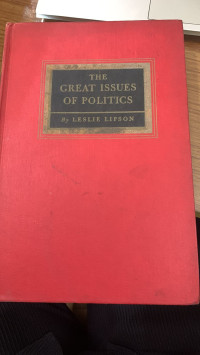 THE
GREAT ISSUES
OF POLITICS
By LESLIE LIPSON